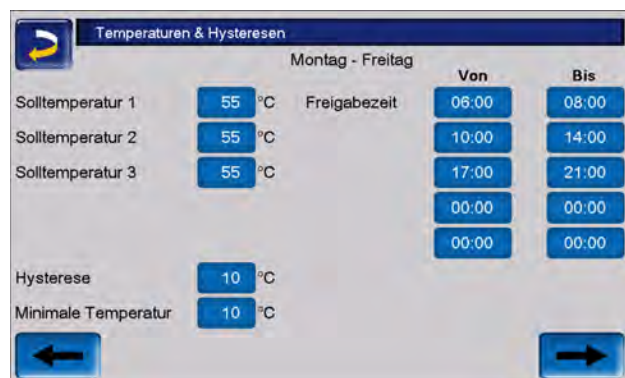 Temperaturen & Hysteresen
Montag - Freitag
Von Bis
Solltemperatur 1 55 °C Freigabezeit 06:00 08:00
Solltemperatur 2 55 °C 10:00 14:00
Solltemperatur 3 55 °C 17:00 21:00
00:00 00:00
00:00 00:00
Hysterese 10 °C
Minimale Temperatur 10 °C